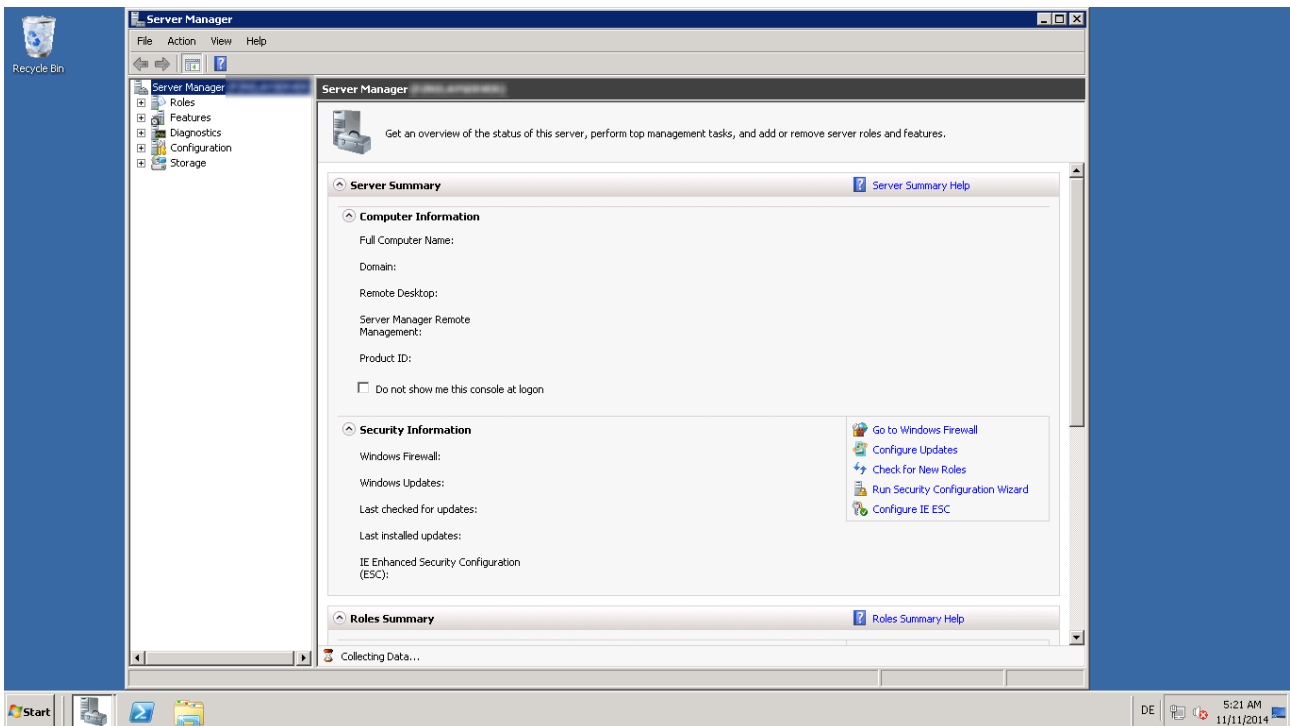 Recycle Bin
Server Manager
File Action View Help
Server Manager
Roles
Features
Diagnostics
Configuration
Storage
Server Manager
Get an overview of the status of this server, perform top management tasks, and add or remove server roles and features.
Server Summary
Server Summary Help
Computer Information
Full Computer Name:
Domain:
Remote Desktop:
Server Manager Remote
Management:
Product ID:
Do not show me this console at logon
Security Information
Go to Windows Firewall
Configure Updates
Check for New Roles
Run Security Configuration Wizard
Configure IE ESC
Windows Firewall:
Windows Updates:
Last checked for updates:
Last installed updates:
IE Enhanced Security Configuration
(ESC):
Roles Summary
Roles Summary Help
Collecting Data...
Start
DE
5:21 AM
11/11/2014